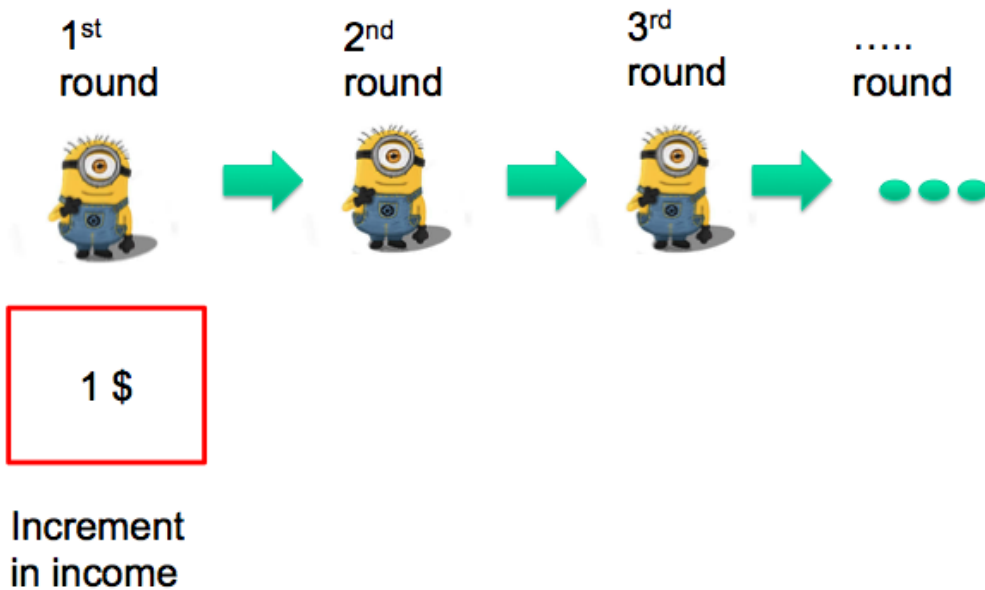 1st
round
2nd
round
3rd
round
.....
round
1 $
Increment
in income